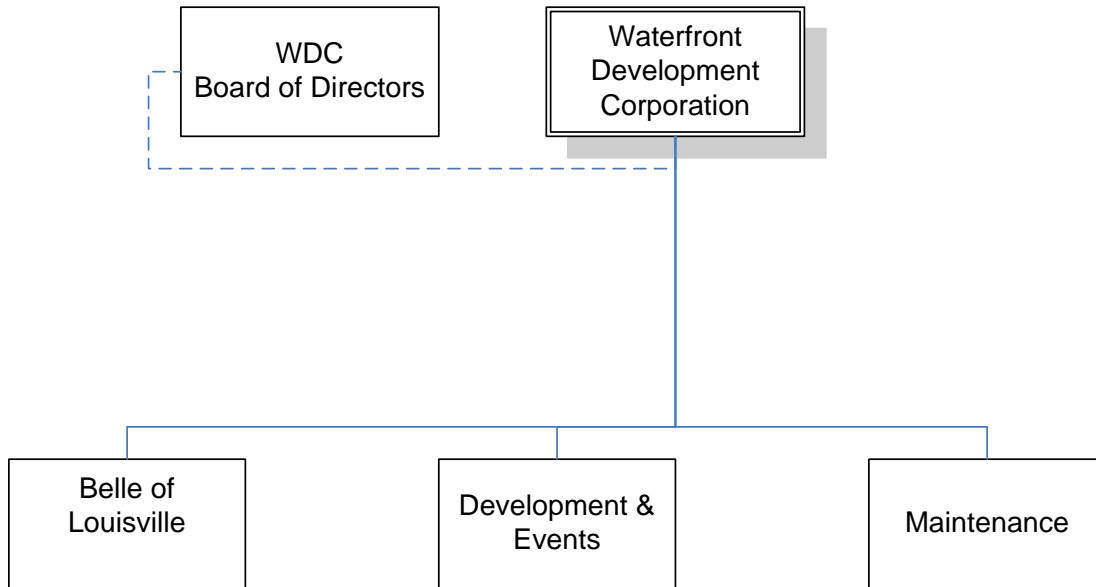 WDC
Board of Directors
Waterfront
Development
Corporation
Belle of
Louisville
Development &
Events
Maintenance